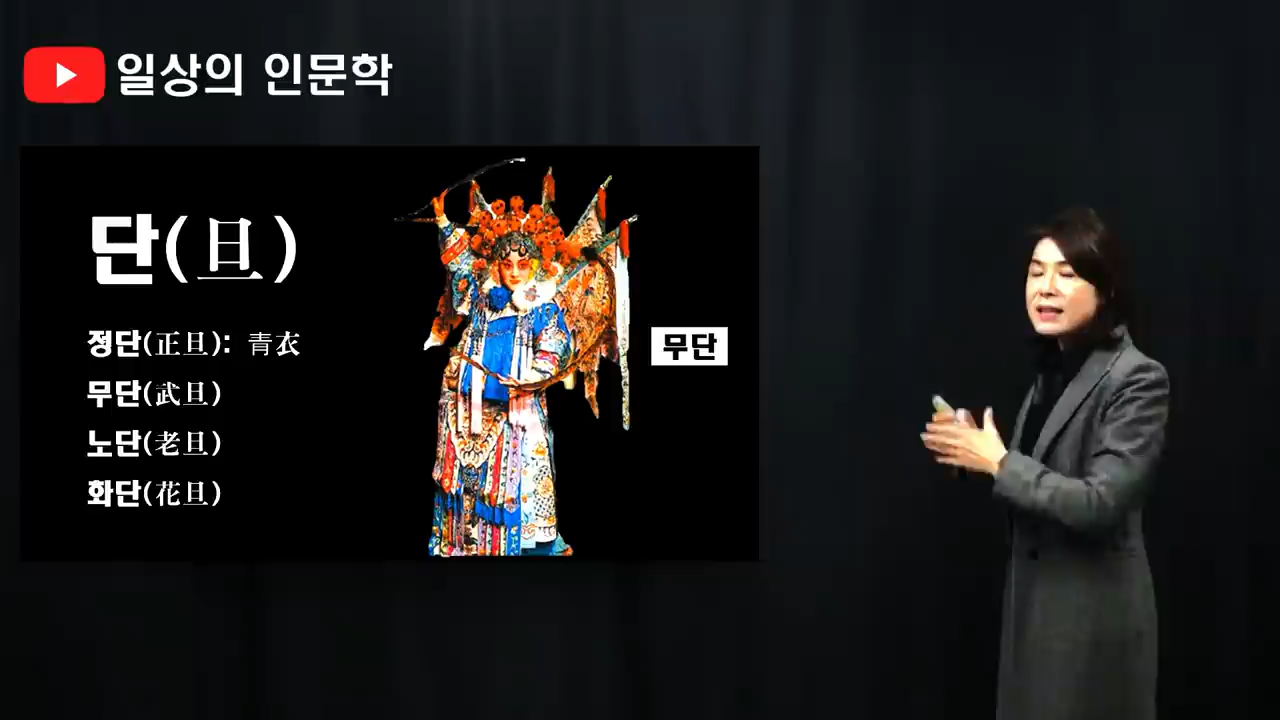 일상의 인문학
단(旦)
정단(正旦): 青衣
무단(武旦)
노단(老旦)
화단(花旦)
무단